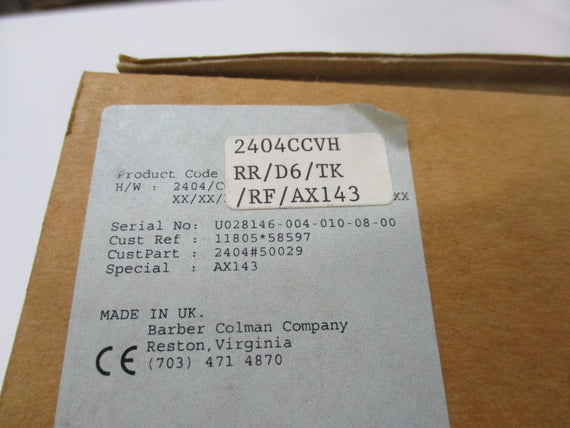 2404CCVH
RR/D6/TK
/RF/AX143
Product Code
H/W : 2404/C
XX/XX/ XX
Serial No: U028146-004-010-08-00
Cust Ref : 11805*58597
CustPart : 2404#50029
Special : AX143
MADE IN UK.
Barber Colman Company
Reston,Virginia
CE (703) 471 4870